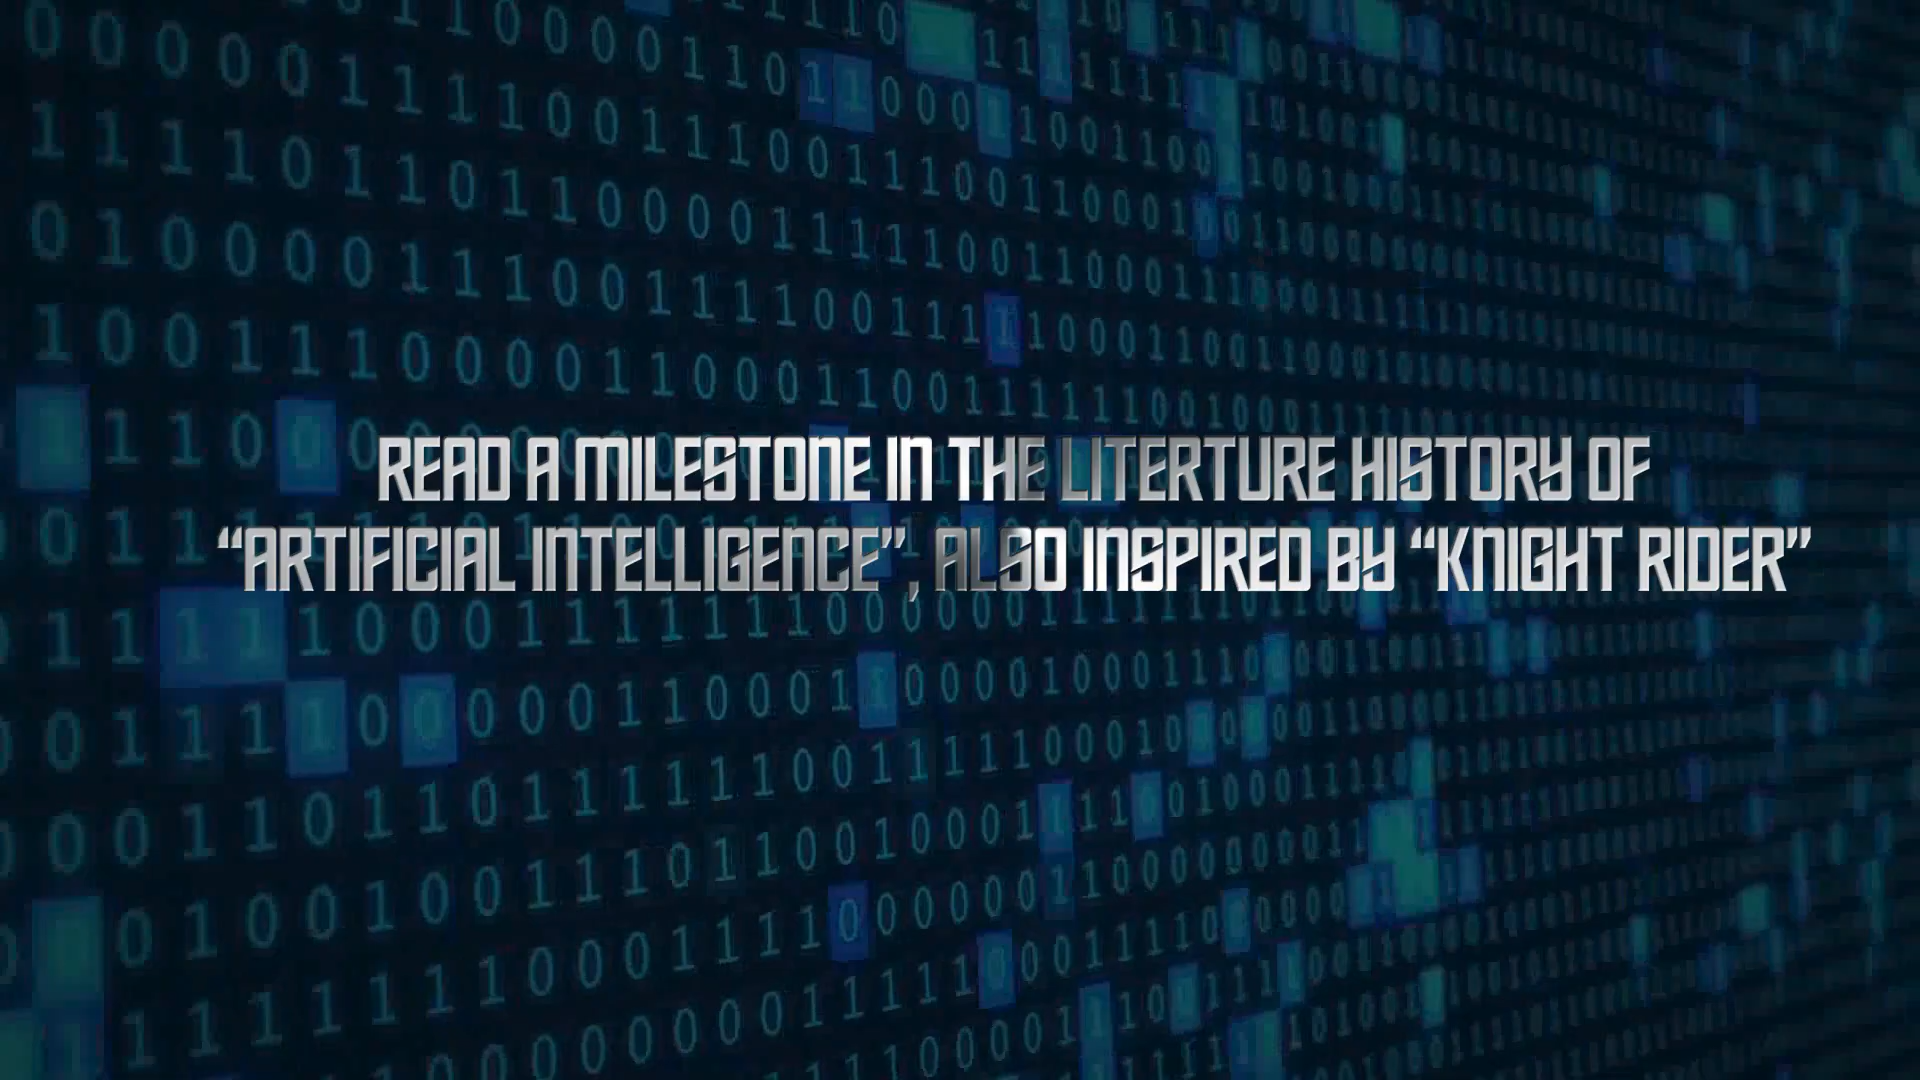 READ A MILESTONE IN THE LITERTURE HISTORY OF
“ARTIFICIAL INTELLIGENCE”, ALSO INSPIRED BY “KNIGHT RIDER”